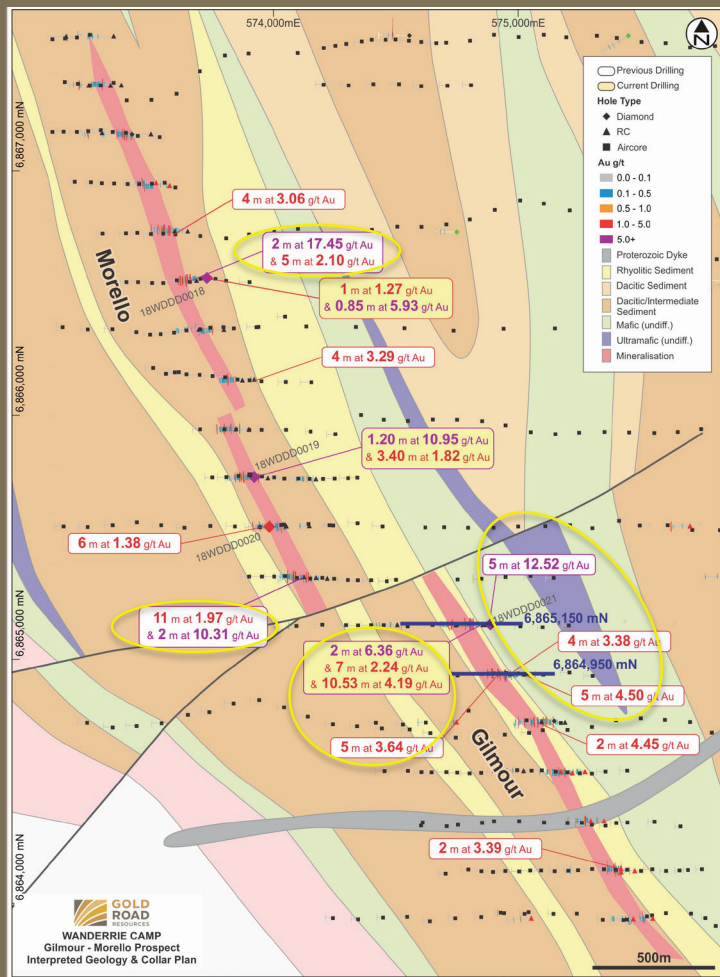 574,000mE
575,000mE
N
Previous Drilling
Current Drilling
Hole Type
Diamond
RC
Aircore
Au g/t
0.0 - 0.1
0.1 - 0.5
0.5 - 1.0
1.0 - 5.0
5.0+
Proterozoic Dyke
Rhyolitic Sediment
Dacitic Sediment
Dacitic/Intermediate
Sediment
Mafic (undiff.)
Ultramafic (undiff.)
Mineralisation
6,867,000 mN
4 m at 3.06 g/t Au
2 m at 17.45 g/t Au
& 5 m at 2.10 g/t Au
Morello
18WDDD0018
1 m at 1.27 g/t Au
& 0.85 m at 5.93 g/t Au
6,866,000 mN
4 m at 3.29 g/t Au
1.20 m at 10.95 g/t Au
& 3.40 m at 1.82 g/t Au
18WDDD0019
6 m at 1.38 g/t Au
18WDDD0020
5 m at 12.52 g/t Au
18WDDD0021
11 m at 1.97 g/t Au
& 2 m at 10.31 g/t Au
6,865,150 mN
6,865,000 mN
4 m at 3.38 g/t Au
2 m at 6.36 g/t Au
& 7 m at 2.24 g/t Au
& 10.53 m at 4.19 g/t Au
6,864,950 mN
5 m at 4.50 g/t Au
5 m at 3.64 g/t Au
Gilmour
2 m at 4.45 g/t Au
6,864,000 mN
2 m at 3.39 g/t Au
GOLD
ROAD
RESOURCES
WANDERRIE CAMP
Gilmour - Morello Prospect
Interpreted Geology & Collar Plan
500m